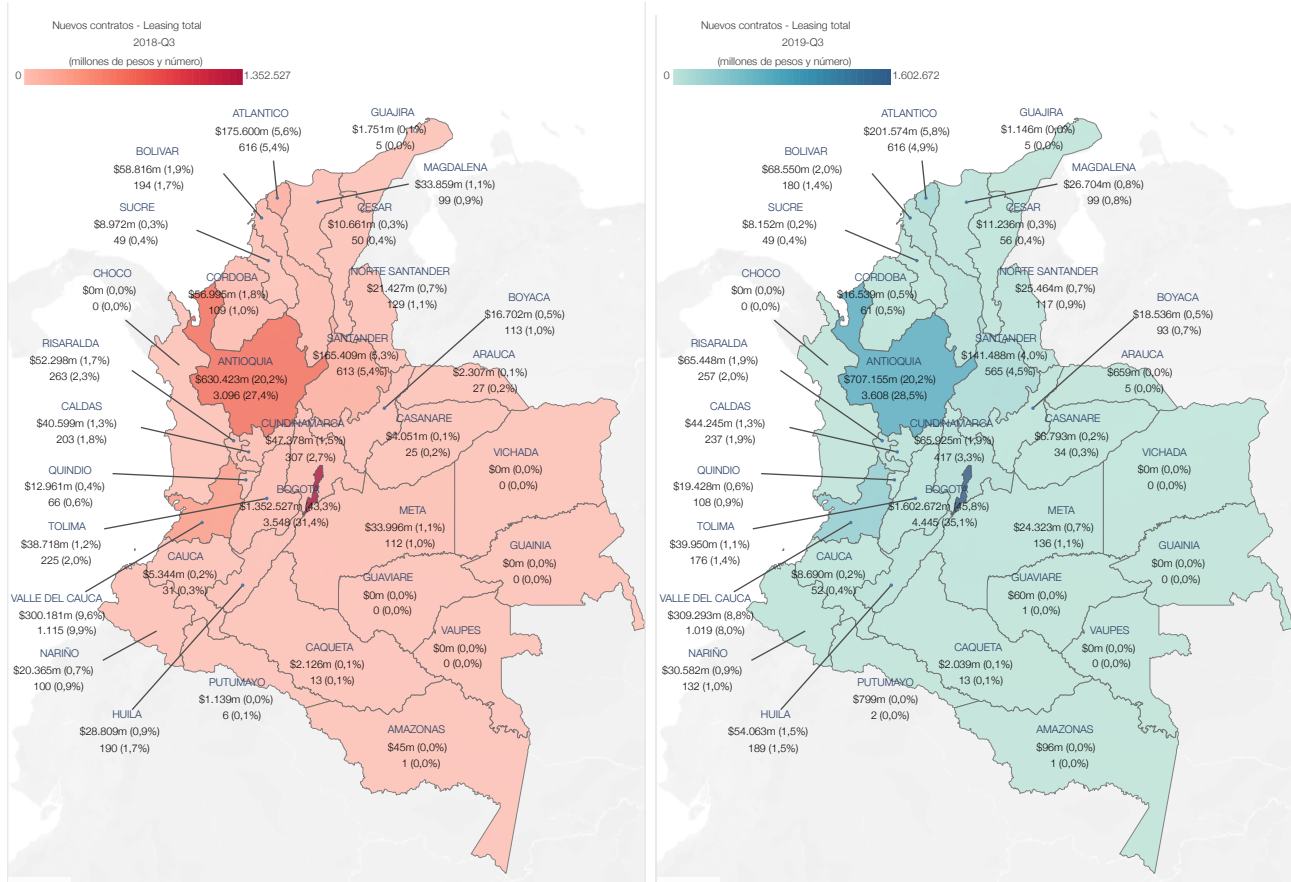 Nuevos contratos - Leasing total
2018-Q3
(millones de pesos y número)
0
1.352.527
ATLANTICO
$175.600m (5,6%)
616 (5,4%)
GUAJIRA
$1.751m (0,1%)
5 (0,0%)
BOLIVAR
$58.816m (1,9%)
194 (1,7%)
MAGDALENA
$33.859m (1,1%)
99 (0,9%)
SUCRE
$8.972m (0,3%)
49 (0,4%)
CESAR
$10.661m (0,3%)
50 (0,4%)
CHOCO
$0m (0,0%)
0 (0,0%)
CORDOBA
$56.995m (1,8%)
109 (1,0%)
NORTE SANTANDER
$21.427m (0,7%)
129 (1,1%)
BOYACA
$16.702m (0,5%)
113 (1,0%)
RISARALDA
$52.298m (1,7%)
263 (2,3%)
ANTIOQUIA
$630.423m (20,2%)
3.096 (27,4%)
SANTANDER
$165.409m (5,3%)
613 (5,4%)
ARAUCA
$2.307m (0,1%)
27 (0,2%)
CALDAS
$40.599m (1,3%)
203 (1,8%)
CUNDINAMARCA
$47.378m (1,5%)
307 (2,7%)
CASANARE
$4.051m (0,1%)
25 (0,2%)
VICHADA
$0m (0,0%)
0 (0,0%)
QUINDIO
$12.961m (0,4%)
66 (0,6%)
BOGOTA
$1.352.527m (43,3%)
3.548 (31,4%)
META
$33.996m (1,1%)
112 (1,0%)
TOLIMA
$38.718m (1,2%)
225 (2,0%)
GUAINIA
$0m (0,0%)
0 (0,0%)
CAUCA
$5.344m (0,2%)
31 (0,3%)
GUAVIARE
$0m (0,0%)
0 (0,0%)
VALLE DEL CAUCA
$300.181m (9,6%)
1.115 (9,9%)
VAUPES
$0m (0,0%)
0 (0,0%)
NARIÑO
$20.365m (0,7%)
100 (0,9%)
CAQUETA
$2.126m (0,1%)
13 (0,1%)
PUTUMAYO
$1.139m (0,0%)
6 (0,1%)
HUILA
$28.809m (0,9%)
190 (1,7%)
AMAZONAS
$45m (0,0%)
1 (0,0%)
Nuevos contratos - Leasing total
2019-Q3
(millones de pesos y número)
0
1.602.672
ATLANTICO
$201.574m (5,8%)
616 (4,9%)
GUAJIRA
$1.146m (0,0%)
5 (0,0%)
BOLIVAR
$68.550m (2,0%)
180 (1,4%)
MAGDALENA
$26.704m (0,8%)
99 (0,8%)
SUCRE
$8.152m (0,2%)
49 (0,4%)
CESAR
$11.236m (0,3%)
56 (0,4%)
CHOCO
$0m (0,0%)
0 (0,0%)
CORDOBA
$16.539m (0,5%)
61 (0,5%)
NORTE SANTANDER
$25.464m (0,7%)
117 (0,9%)
BOYACA
$18.536m (0,5%)
93 (0,7%)
RISARALDA
$65.448m (1,9%)
257 (2,0%)
ANTIOQUIA
$707.155m (20,2%)
3.608 (28,5%)
SANTANDER
$141.488m (4,0%)
565 (4,5%)
ARAUCA
$659m (0,0%)
5 (0,0%)
CALDAS
$44.245m (1,3%)
237 (1,9%)
CUNDINAMARCA
$65.925m (1,9%)
417 (3,3%)
CASANARE
$6.793m (0,2%)
34 (0,3%)
VICHADA
$0m (0,0%)
0 (0,0%)
QUINDIO
$19.428m (0,6%)
108 (0,9%)
BOGOTA
$1.602.672m (45,8%)
4.445 (35,1%)
META
$24.323m (0,7%)
136 (1,1%)
TOLIMA
$39.950m (1,1%)
176 (1,4%)
GUAINIA
$0m (0,0%)
0 (0,0%)
CAUCA
$8.690m (0,2%)
52 (0,4%)
GUAVIARE
$60m (0,0%)
1 (0,0%)
VALLE DEL CAUCA
$309.293m (8,8%)
1.019 (8,0%)
VAUPES
$0m (0,0%)
0 (0,0%)
NARIÑO
$30.582m (0,9%)
132 (1,0%)
CAQUETA
$2.039m (0,1%)
13 (0,1%)
PUTUMAYO
$799m (0,0%)
2 (0,0%)
HUILA
$54.063m (1,5%)
189 (1,5%)
AMAZONAS
$96m (0,0%)
1 (0,0%)